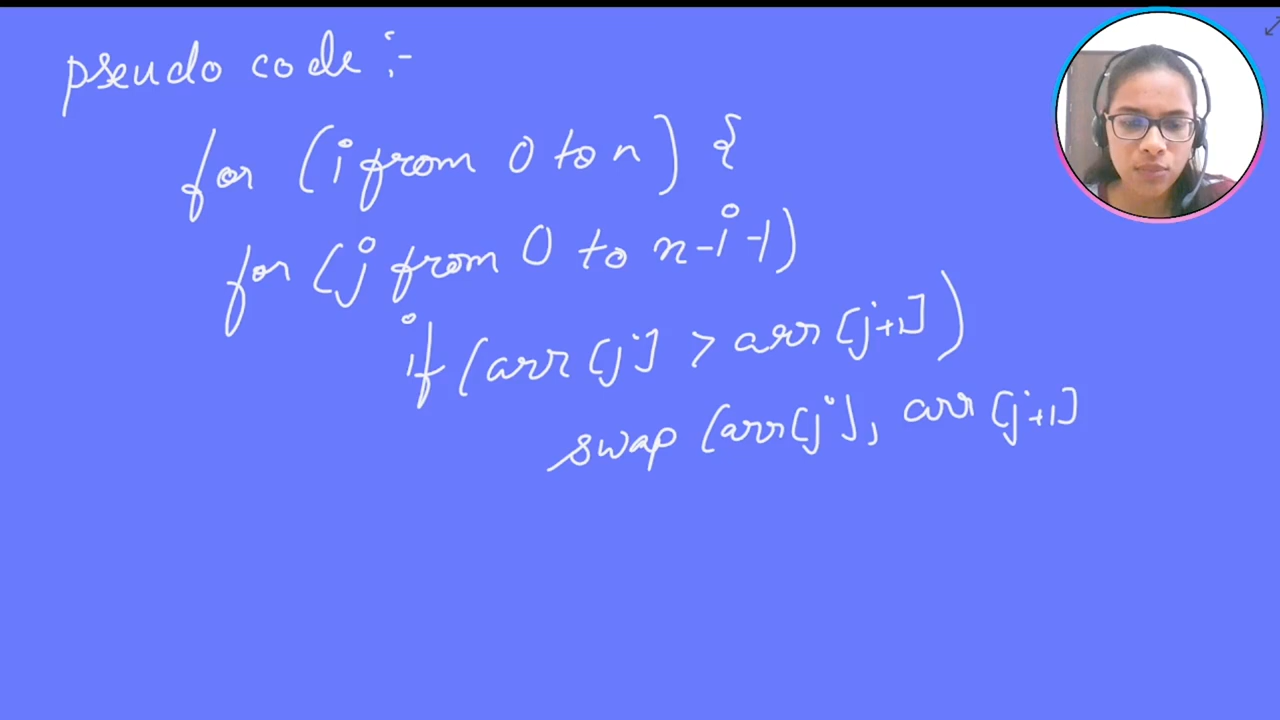 pseudo code :-
for (i from 0 to n) {
for (j from 0 to n-i-1)
if (arr[j] > arr[j+1])
swap (arr[j], arr[j+1]